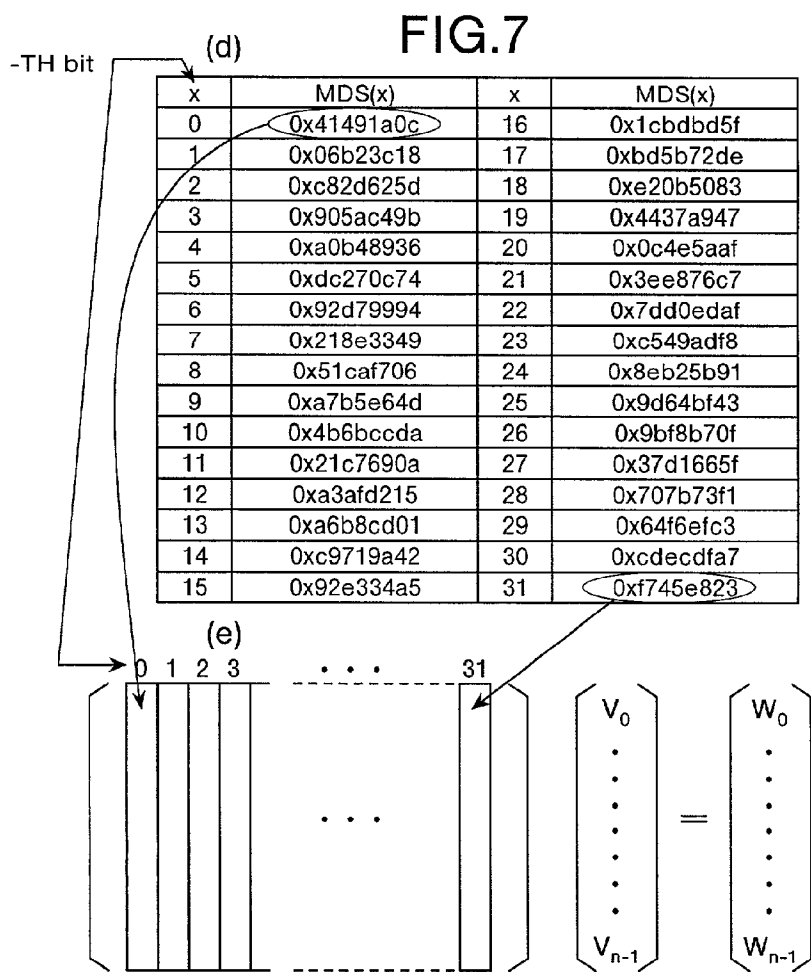 FIG.7
(d)
-TH bit
x MDS(x) x MDS(x)
0 0x41491a0c 16 0x1cbdbd5f
1 0x06b23c18 17 0xbd5b72de
2 0xc82d625d 18 0xe20b5083
3 0x905ac49b 19 0x4437a947
4 0xa0b48936 20 0x0c4e5aaf
5 0xdc270c74 21 0x3ee876c7
6 0x92d79994 22 0x7dd0edaf
7 0x218e3349 23 0xc549adf8
8 0x51caf706 24 0x8eb25b91
9 0xa7b5e64d 25 0x9d64bf43
10 0x4b6bccda 26 0x9bf8b70f
11 0x21c7690a 27 0x37d1665f
12 0xa3afd215 28 0x707b73f1
13 0xa6b8cd01 29 0x64f6efc3
14 0xc9719a42 30 0xcdecdfa7
15 0x92e334a5 31 0xf745e823
(e)
0 1 2 3 · · · 31
· · ·
V0 = W0
Vn-1 Wn-1